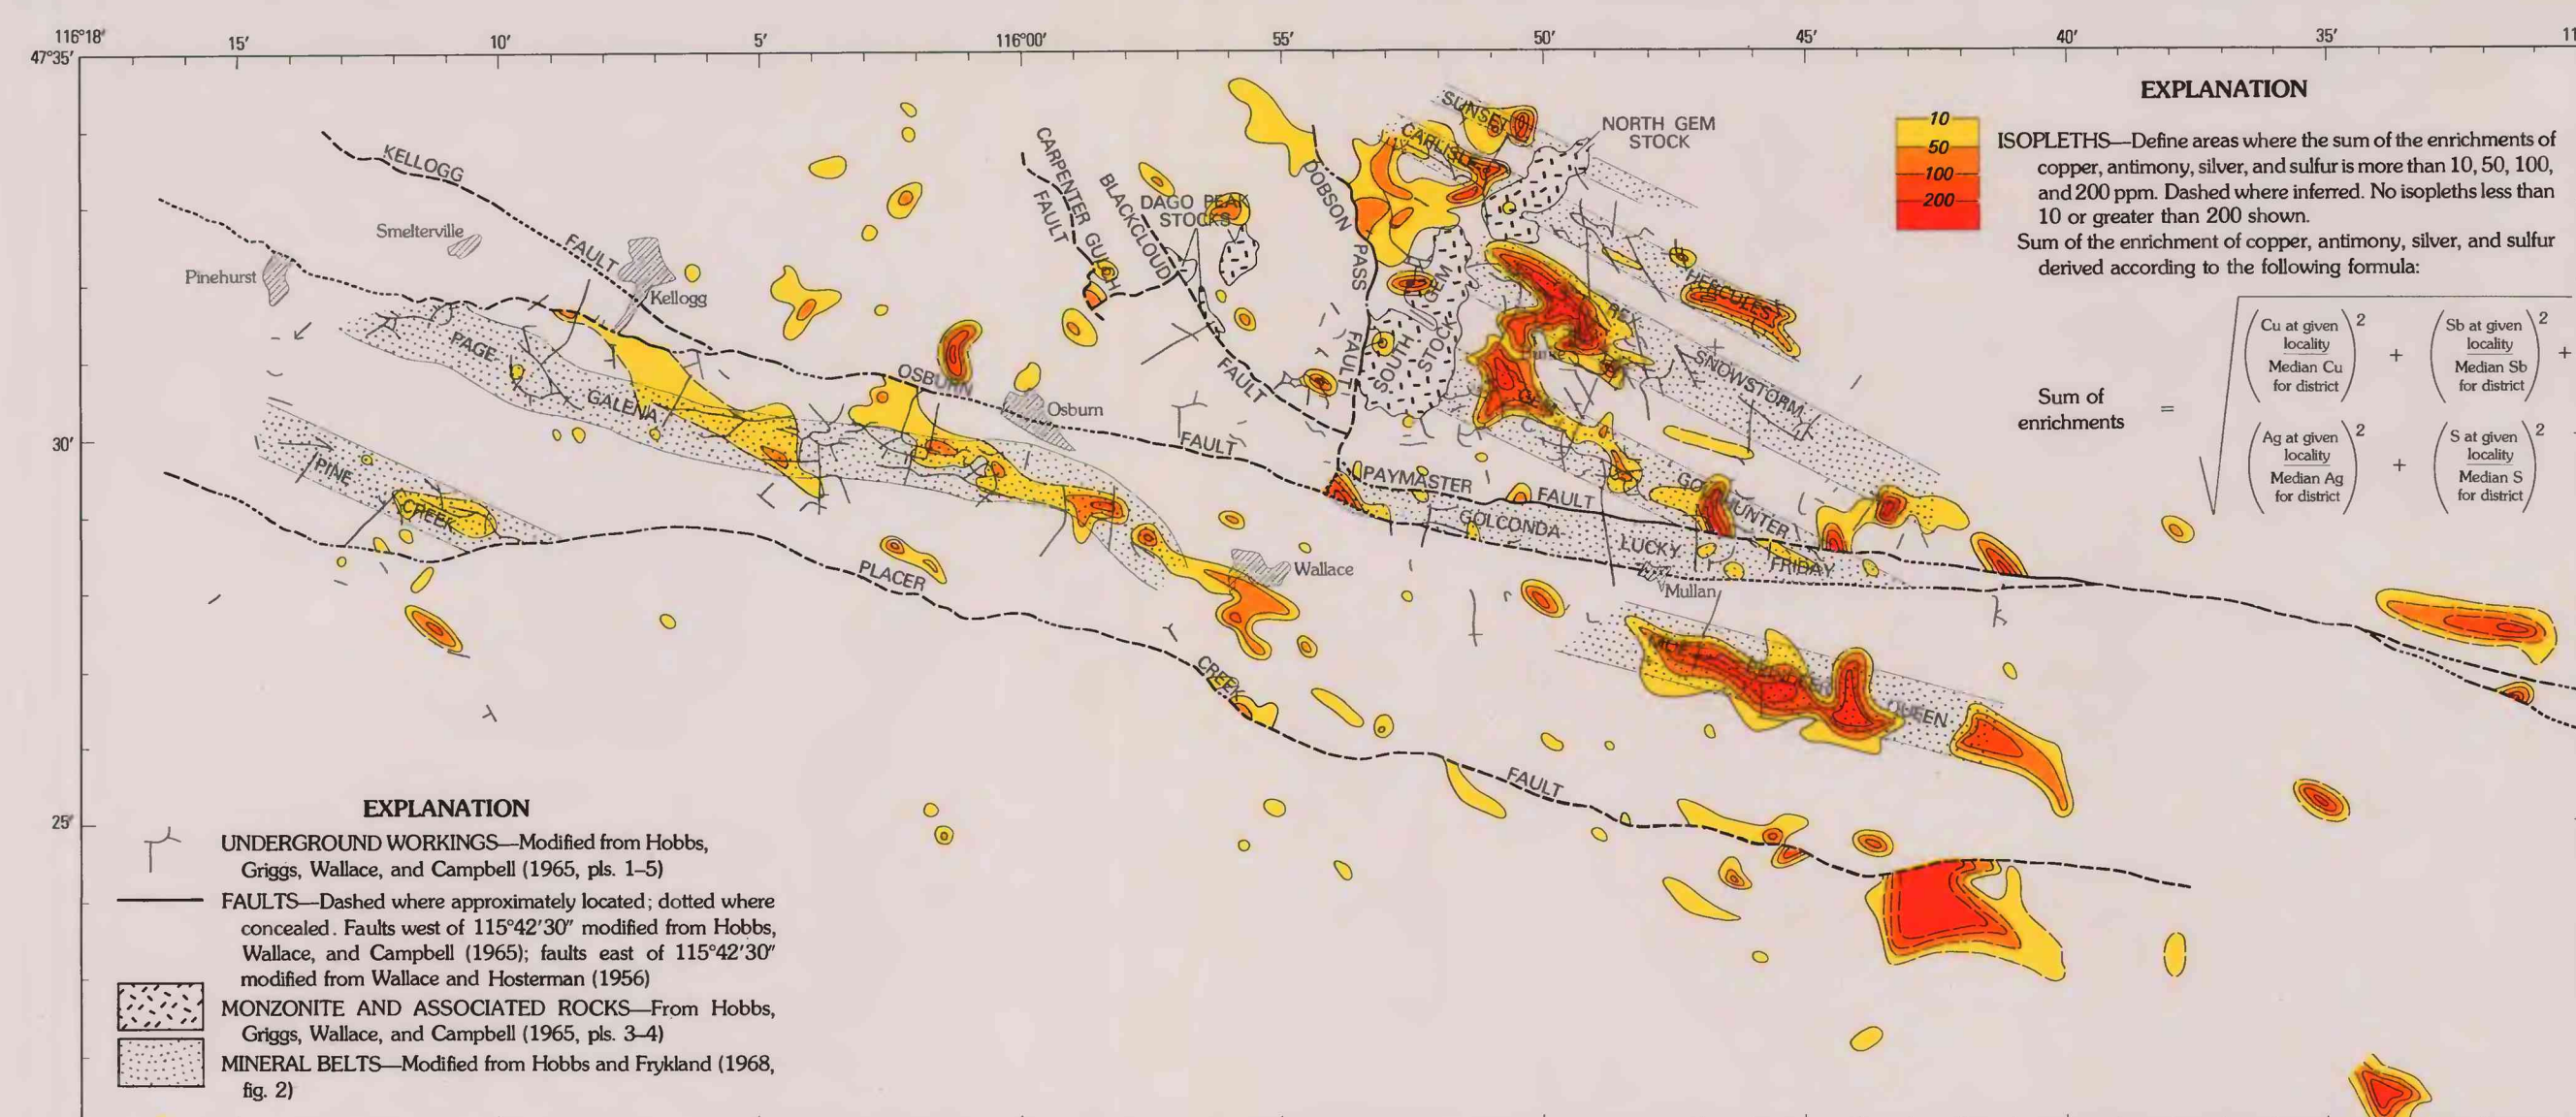 116°18′
15′
10′
5′
116°00′
55′
50′
45′
40′
35′
47°35′
30′
25′
KELLOGG
FAULT
Smelterville
Pinehurst
Kellogg
CARPENTER GULCH
FAULT
BLACKCLOUD
FAULT
DAGO PEAK
STOCKS
DOBSON
PASS
FAULT
SUNSET
CARLISLE
NORTH GEM
STOCK
HERCULES
REX
SNOWSTORM
SOUTH GEM
STOCK
Burke
GEM
PAGE
GALENA
OSBURN
FAULT
Osburn
PINE
CREEK
PAYMASTER
FAULT
GOLCONDA
GOLD HUNTER
LUCKY
FRIDAY
Mullan
Wallace
PLACER
CREEK
FAULT
QUEEN
EXPLANATION
10
50
100
200
ISOPLETHS—Define areas where the sum of the enrichments of
copper, antimony, silver, and sulfur is more than 10, 50, 100,
and 200 ppm. Dashed where inferred. No isopleths less than
10 or greater than 200 shown.
Sum of the enrichment of copper, antimony, silver, and sulfur
derived according to the following formula:
Sum of
enrichments
=
Cu at given
locality
Median Cu
for district
2
+
Sb at given
locality
Median Sb
for district
2
+
Ag at given
locality
Median Ag
for district
2
+
S at given
locality
Median S
for district
2
EXPLANATION
UNDERGROUND WORKINGS—Modified from Hobbs,
Griggs, Wallace, and Campbell (1965, pls. 1–5)
FAULTS—Dashed where approximately located; dotted where
concealed. Faults west of 115°42′30″ modified from Hobbs,
Wallace, and Campbell (1965); faults east of 115°42′30″
modified from Wallace and Hosterman (1956)
MONZONITE AND ASSOCIATED ROCKS—From Hobbs,
Griggs, Wallace, and Campbell (1965, pls. 3–4)
MINERAL BELTS—Modified from Hobbs and Frykland (1968,
fig. 2)